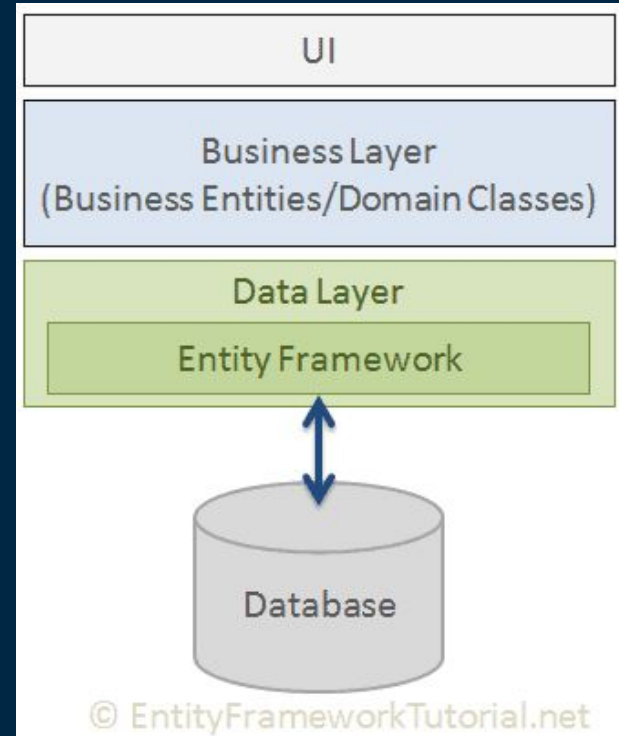 UI
Business Layer
(Business Entities/Domain Classes)
Data Layer
Entity Framework
Database
© EntityFrameworkTutorial.net